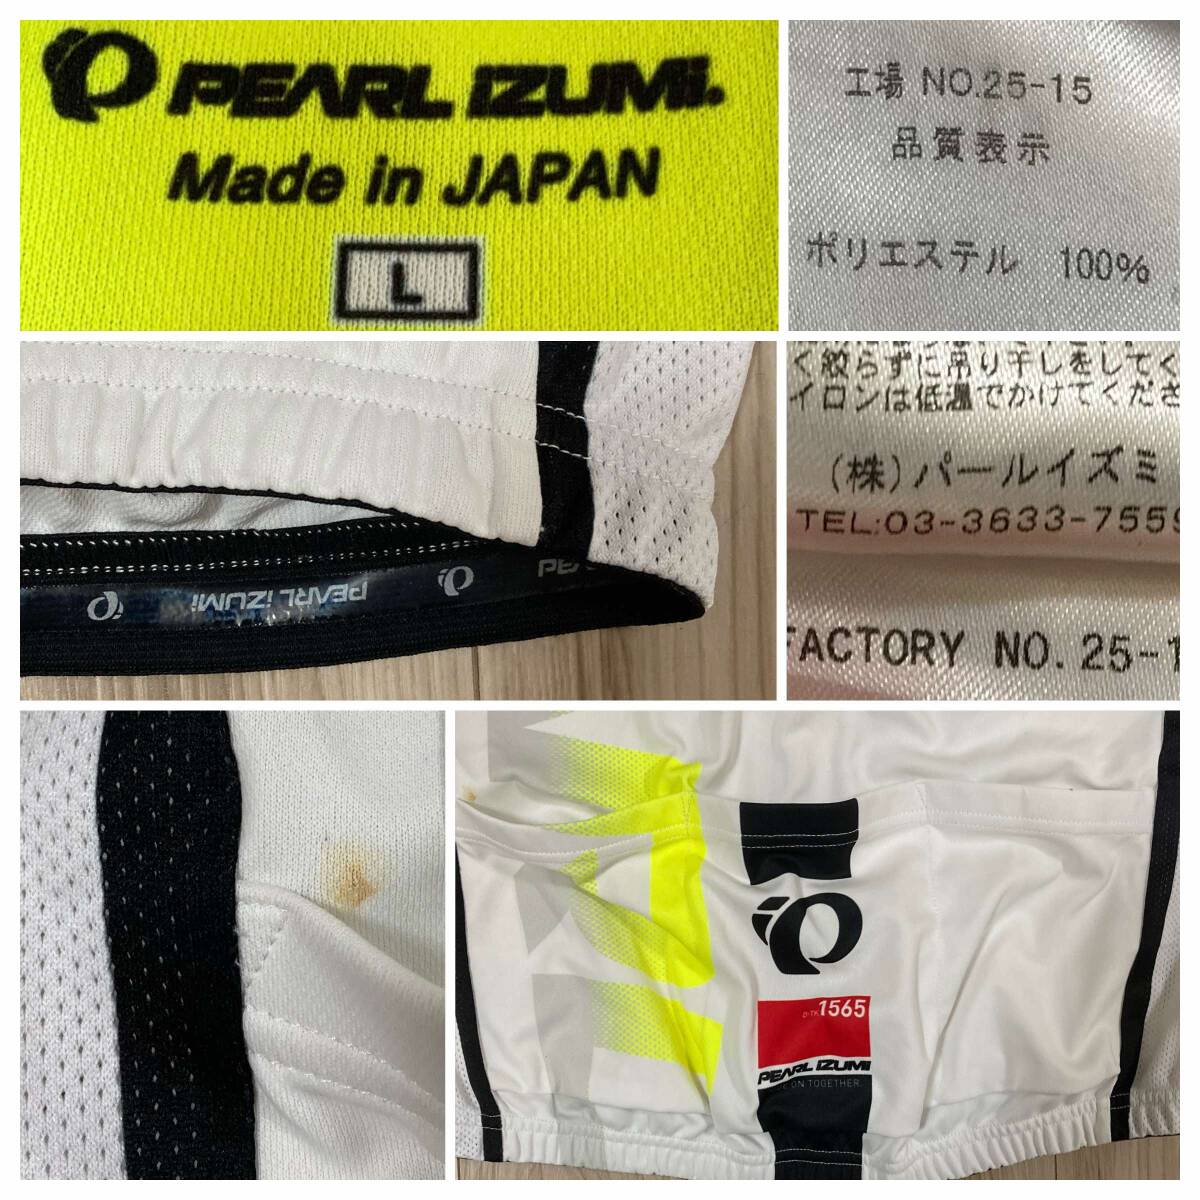 PEARL iZUMi.
Made in JAPAN
L
工場 NO.25-15
品質表示
ポリエステル 100%
く絞らずに吊り干しをしてく
イロンは低温でかけてくださ
(株)パールイズミ
TEL:03-3633-7559
FACTORY NO. 25-1
PEARL iZUMi
1565
PEARL iZUMi
ON TOGETHER.